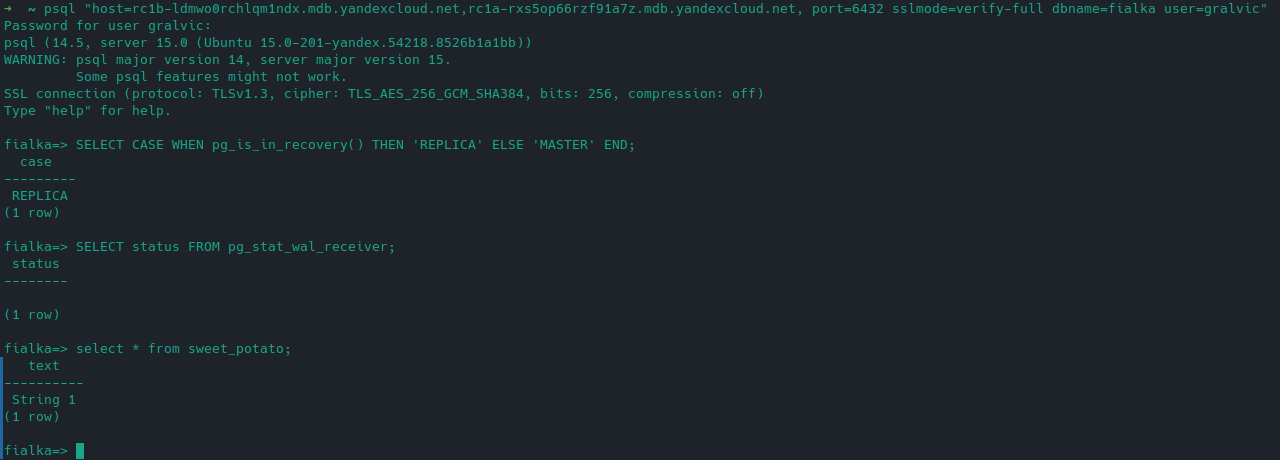 ➜  ~ psql "host=rc1b-ldmwo0rchlqm1ndx.mdb.yandexcloud.net,rc1a-rxs5op66rzf91a7z.mdb.yandexcloud.net, port=6432 sslmode=verify-full dbname=fialka user=gralvic"
Password for user gralvic:
psql (14.5, server 15.0 (Ubuntu 15.0-201-yandex.54218.8526b1a1bb))
WARNING: psql major version 14, server major version 15.
         Some psql features might not work.
SSL connection (protocol: TLSv1.3, cipher: TLS_AES_256_GCM_SHA384, bits: 256, compression: off)
Type "help" for help.
fialka=> SELECT CASE WHEN pg_is_in_recovery() THEN 'REPLICA' ELSE 'MASTER' END;
  case
---------
 REPLICA
(1 row)
fialka=> SELECT status FROM pg_stat_wal_receiver;
 status
--------
(1 row)
fialka=> select * from sweet_potato;
   text
----------
 String 1
(1 row)
fialka=>